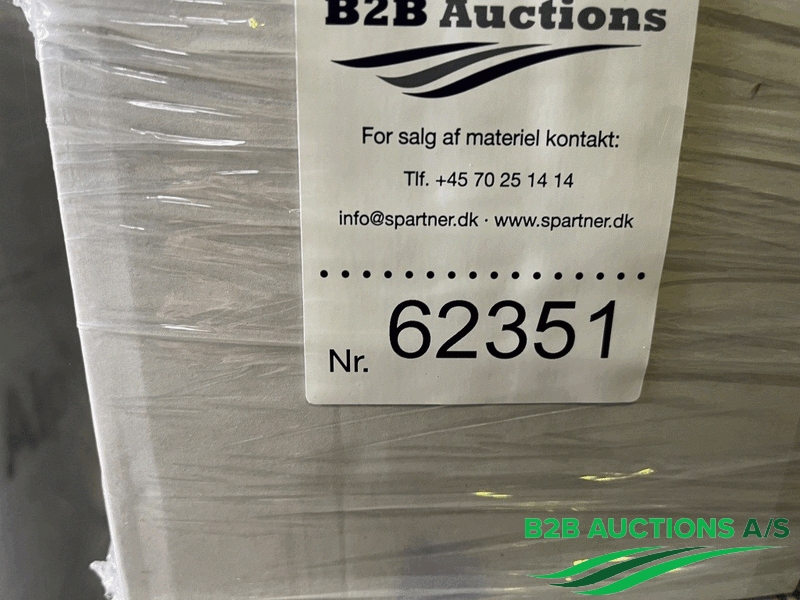 B2B Auctions
For salg af materiel kontakt:
Tlf. +45 70 25 14 14
info@spartner.dk · www.spartner.dk
Nr. 62351
B2B AUCTIONS A/S